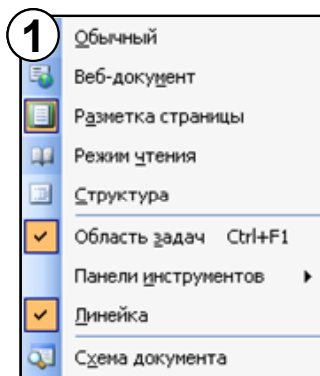 1
Обычный
Веб-документ
Разметка страницы
Режим чтения
Структура
Область задач Ctrl+F1
Панели инструментов
Линейка
Схема документа